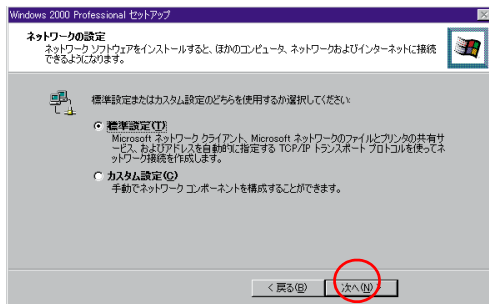 Windows 2000 Professional セットアップ
ネットワークの設定
ネットワーク ソフトウェアをインストールすると、ほかのコンピュータ、ネットワークおよびインターネットに接続
できるようになります。
標準設定またはカスタム設定のどちらを使用するか選択してください
標準設定(T)
Microsoft ネットワーク クライアント、Microsoft ネットワークのファイルとプリンタの共有サ
ービス、およびアドレスを自動的に指定する TCP/IP トランスポート プロトコルを使ってネ
ットワーク接続を作成します。
カスタム設定(C)
手動でネットワーク コンポーネントを構成することができます。
< 戻る(B) 次へ(N) >